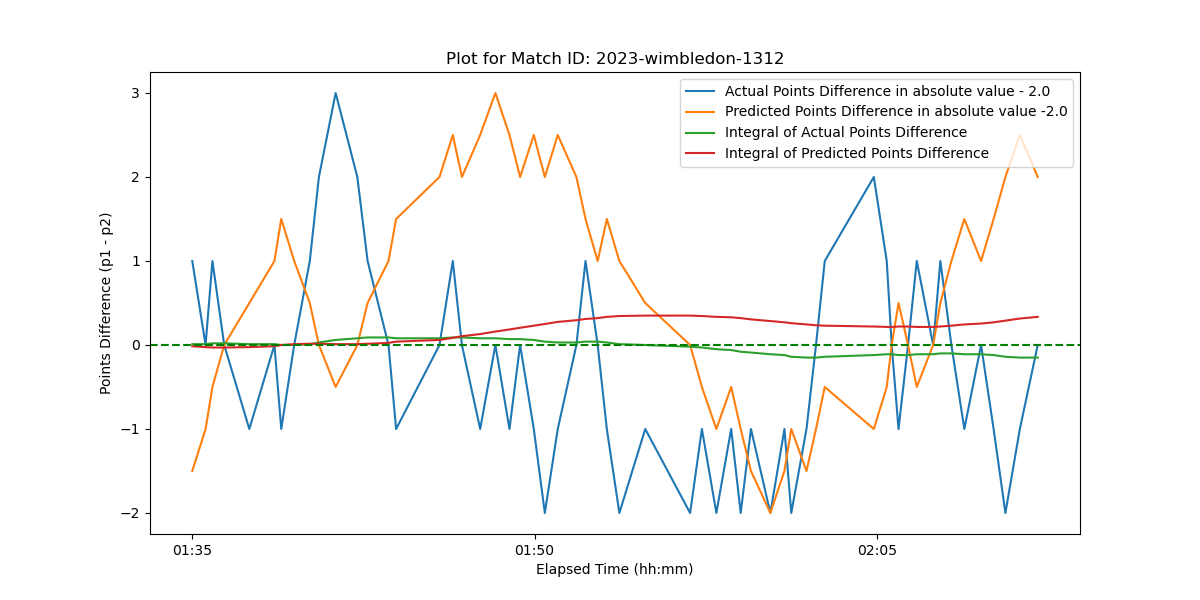 Plot for Match ID: 2023-wimbledon-1312
Actual Points Difference in absolute value - 2.0
Predicted Points Difference in absolute value -2.0
Integral of Actual Points Difference
Integral of Predicted Points Difference
Points Difference (p1 - p2)
3
2
1
0
−1
−2
01:35
01:50
02:05
Elapsed Time (hh:mm)